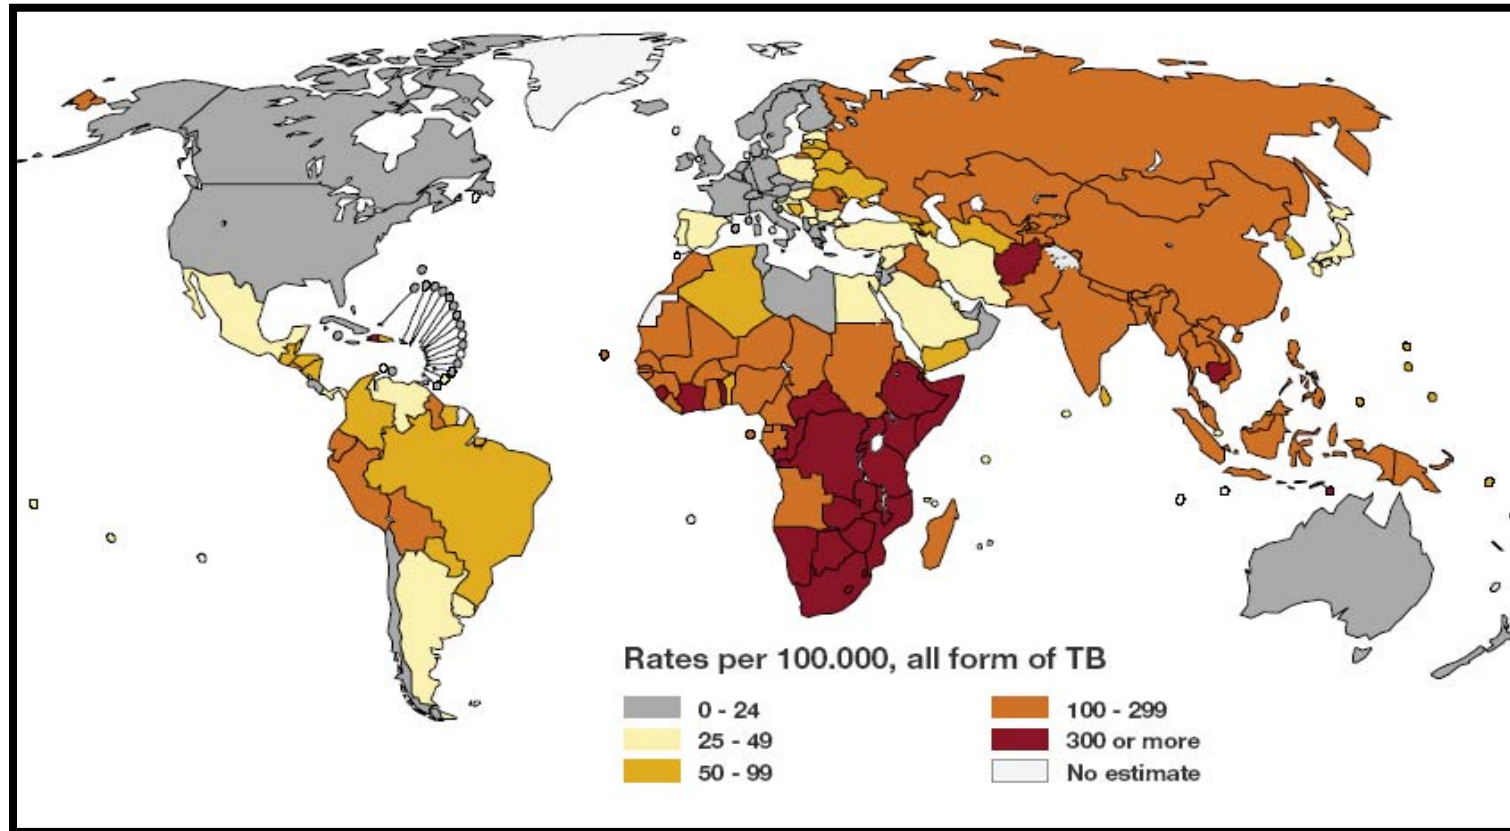 Rates per 100.000, all form of TB
0 - 24
25 - 49
50 - 99
100 - 299
300 or more
No estimate